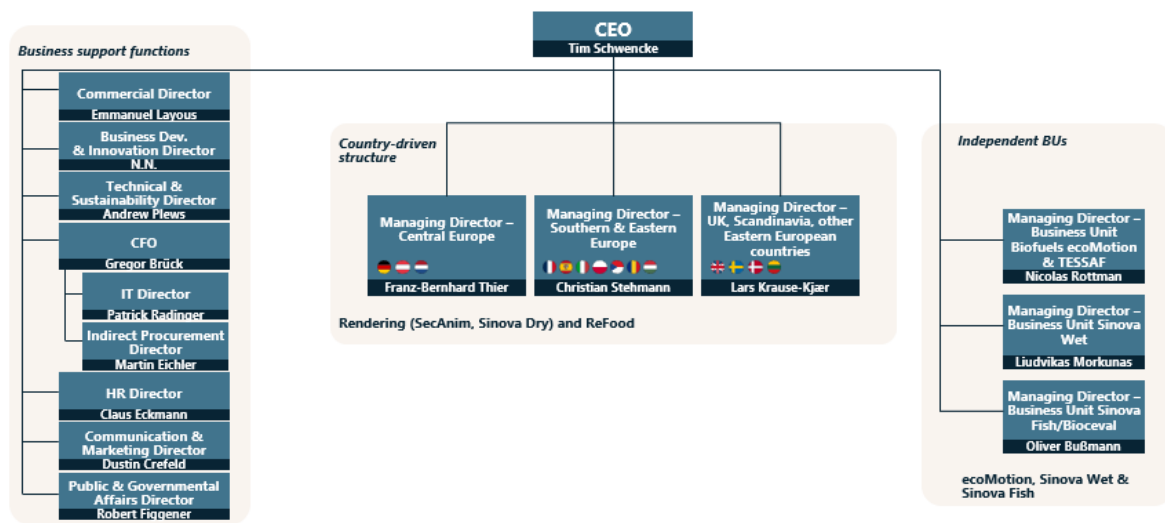 CEO
Tim Schwencke
Business support functions
Commercial Director
Emmanuel Layous
Business Dev.
& Innovation Director
N.N.
Technical &
Sustainability Director
Andrew Plews
CFO
Gregor Brück
IT Director
Patrick Radinger
Indirect Procurement
Director
Martin Eichler
HR Director
Claus Eckmann
Communication &
Marketing Director
Dustin Crefeld
Public & Governmental
Affairs Director
Robert Figgener
Country-driven
structure
Managing Director –
Central Europe
Franz-Bernhard Thier
Managing Director –
Southern & Eastern
Europe
Christian Stehmann
Managing Director –
UK, Scandinavia, other
Eastern European
countries
Lars Krause-Kjær
Rendering (SecAnim, Sinova Dry) and ReFood
Independent BUs
Managing Director –
Business Unit
Biofuels ecoMotion
& TESSAF
Nicolas Rottman
Managing Director –
Business Unit Sinova
Wet
Liudvikas Morkunas
Managing Director –
Business Unit Sinova
Fish/Bioceval
Oliver Bußmann
ecoMotion, Sinova Wet &
Sinova Fish